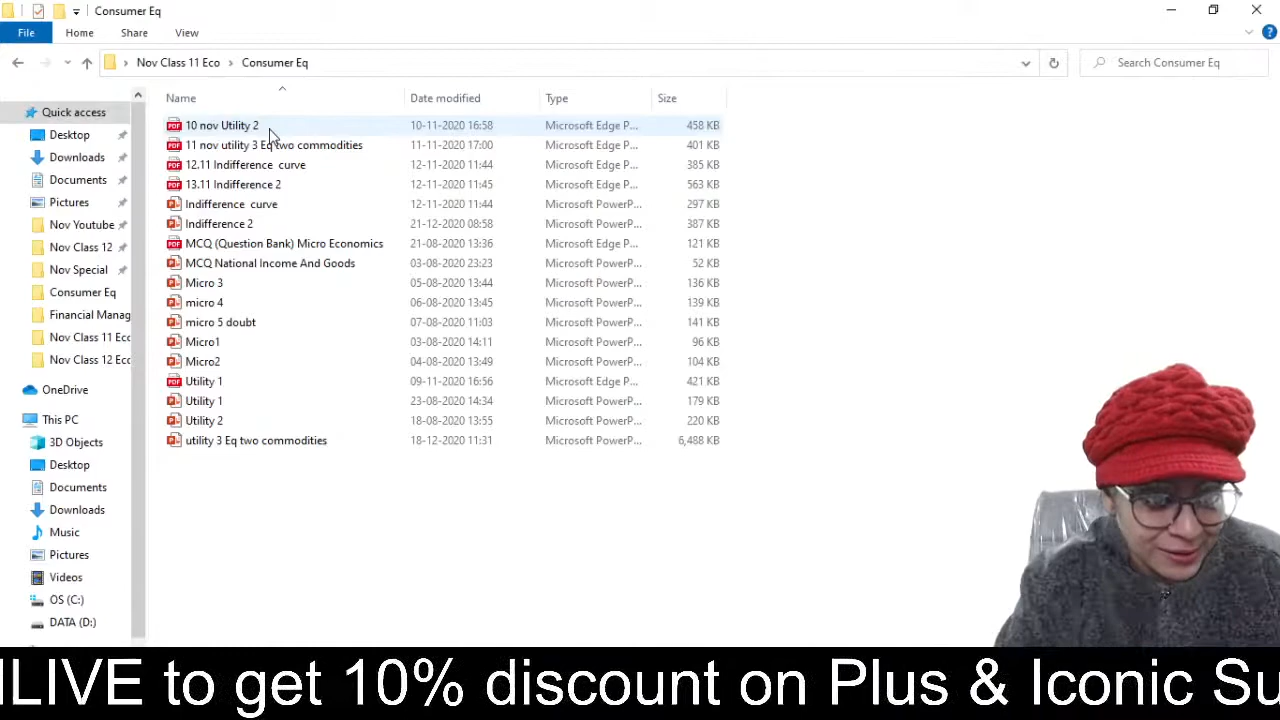 Consumer Eq
File Home Share View
Nov Class 11 Eco Consumer Eq Search Consumer Eq
Name Date modified Type Size
Quick access
Desktop
Downloads
Documents
Pictures
Nov Youtube
Nov Class 12
Nov Special
Consumer Eq
Financial Manag
Nov Class 11 Ecc
Nov Class 12 Ecc
OneDrive
This PC
3D Objects
Desktop
Documents
Downloads
Music
Pictures
Videos
OS (C:)
DATA (D:)
10 nov Utility 2 10-11-2020 16:58 Microsoft Edge P... 458 KB
11 nov utility 3 Eq two commodities 11-11-2020 17:00 Microsoft Edge P... 401 KB
12.11 Indifference curve 12-11-2020 11:44 Microsoft Edge P... 385 KB
13.11 Indifference 2 12-11-2020 11:45 Microsoft Edge P... 563 KB
Indifference curve 12-11-2020 11:44 Microsoft PowerP... 297 KB
Indifference 2 21-12-2020 08:58 Microsoft PowerP... 387 KB
MCQ (Question Bank) Micro Economics 21-08-2020 13:36 Microsoft Edge P... 121 KB
MCQ National Income And Goods 03-08-2020 23:23 Microsoft PowerP... 52 KB
Micro 3 05-08-2020 13:44 Microsoft PowerP... 136 KB
micro 4 06-08-2020 13:45 Microsoft PowerP... 139 KB
micro 5 doubt 07-08-2020 11:03 Microsoft PowerP... 141 KB
Micro1 03-08-2020 14:11 Microsoft PowerP... 96 KB
Micro2 04-08-2020 13:49 Microsoft PowerP... 104 KB
Utility 1 09-11-2020 16:56 Microsoft Edge P... 421 KB
Utility 1 23-08-2020 14:34 Microsoft PowerP... 179 KB
Utility 2 18-08-2020 13:55 Microsoft PowerP... 220 KB
utility 3 Eq two commodities 18-12-2020 11:31 Microsoft PowerP... 6,488 KB
LIVE to get 10% discount on Plus & Iconic Su